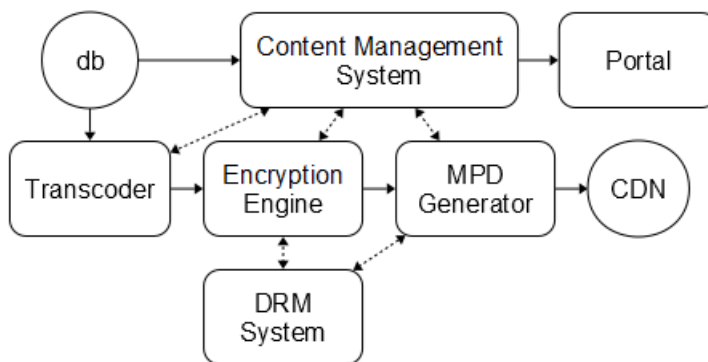 db
Content Management
System
Portal
Transcoder
Encryption
Engine
MPD
Generator
CDN
DRM
System